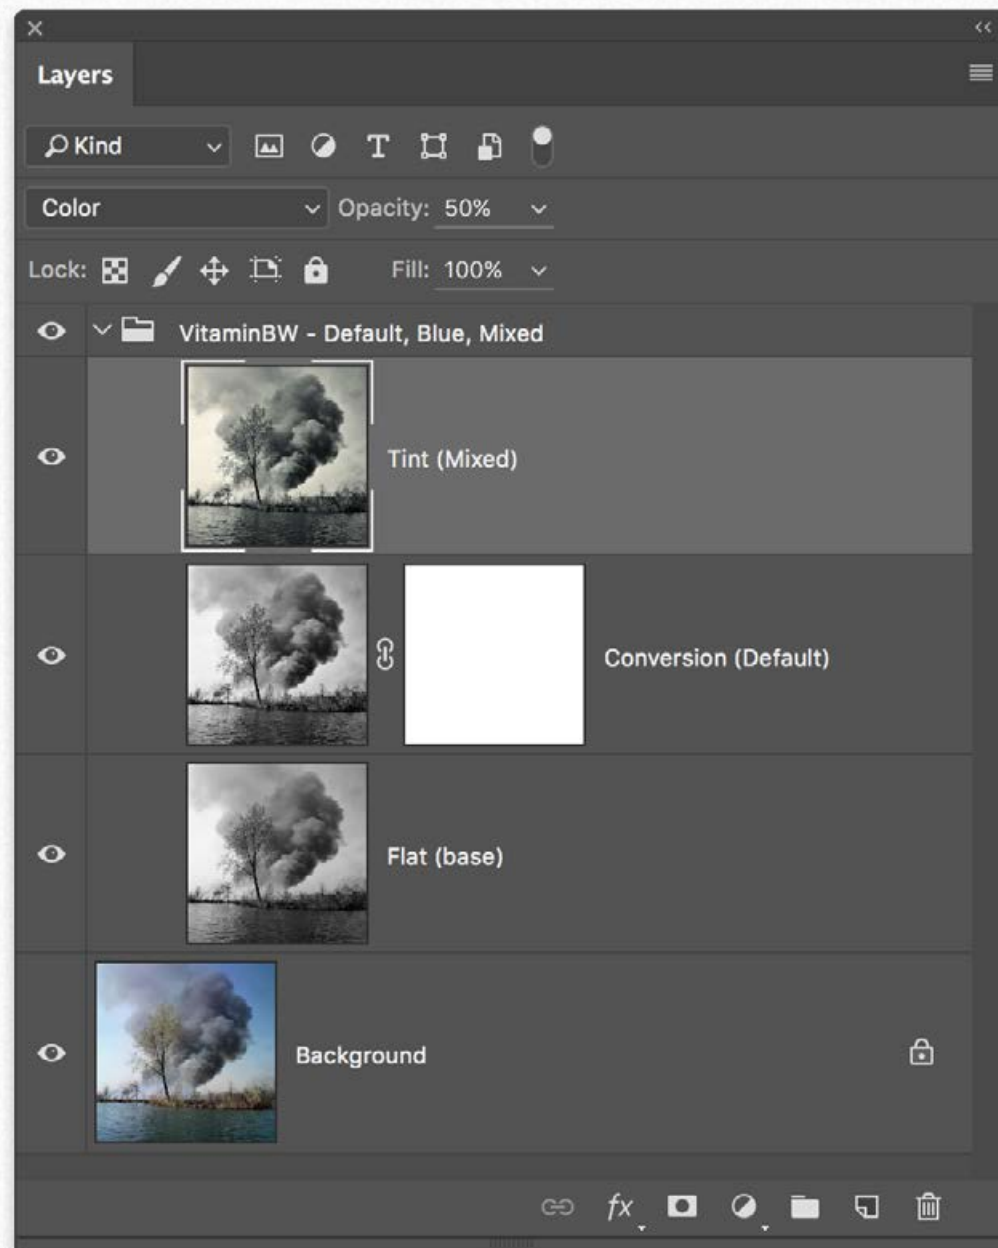 Layers
Kind
Color Opacity: 50%
Lock: Fill: 100%
VitaminBW - Default, Blue, Mixed
Tint (Mixed)
Conversion (Default)
Flat (base)
Background
fx